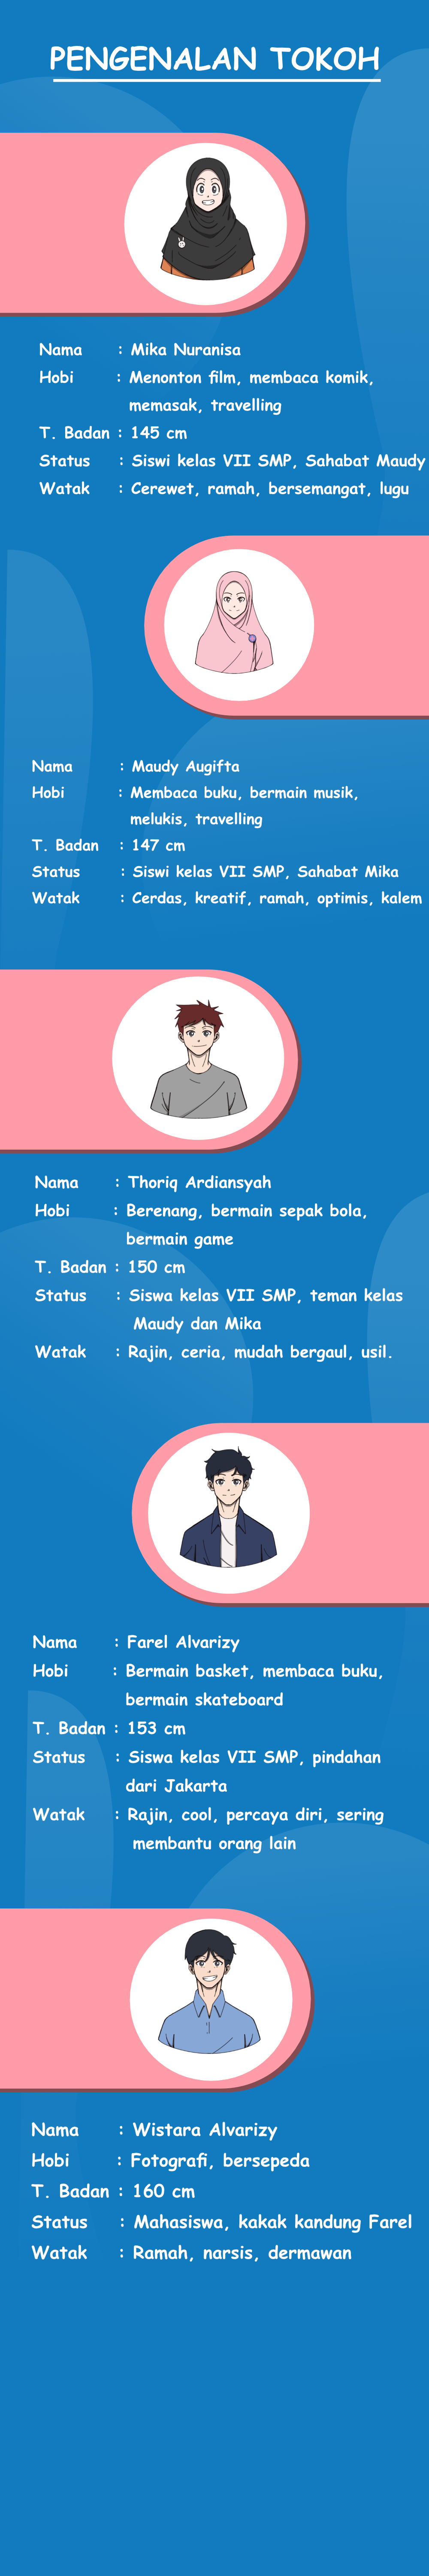 PENGENALAN TOKOH
Nama : Mika Nuranisa
Hobi : Menonton film, membaca komik,
memasak, travelling
T. Badan : 145 cm
Status : Siswi kelas VII SMP, Sahabat Maudy
Watak : Cerewet, ramah, bersemangat, lugu
Nama : Maudy Augifta
Hobi : Membaca buku, bermain musik,
melukis, travelling
T. Badan : 147 cm
Status : Siswi kelas VII SMP, Sahabat Mika
Watak : Cerdas, kreatif, ramah, optimis, kalem
Nama : Thoriq Ardiansyah
Hobi : Berenang, bermain sepak bola,
bermain game
T. Badan : 150 cm
Status : Siswa kelas VII SMP, teman kelas
Maudy dan Mika
Watak : Rajin, ceria, mudah bergaul, usil.
Nama : Farel Alvarizy
Hobi : Bermain basket, membaca buku,
bermain skateboard
T. Badan : 153 cm
Status : Siswa kelas VII SMP, pindahan
dari Jakarta
Watak : Rajin, cool, percaya diri, sering
membantu orang lain
Nama : Wistara Alvarizy
Hobi : Fotografi, bersepeda
T. Badan : 160 cm
Status : Mahasiswa, kakak kandung Farel
Watak : Ramah, narsis, dermawan